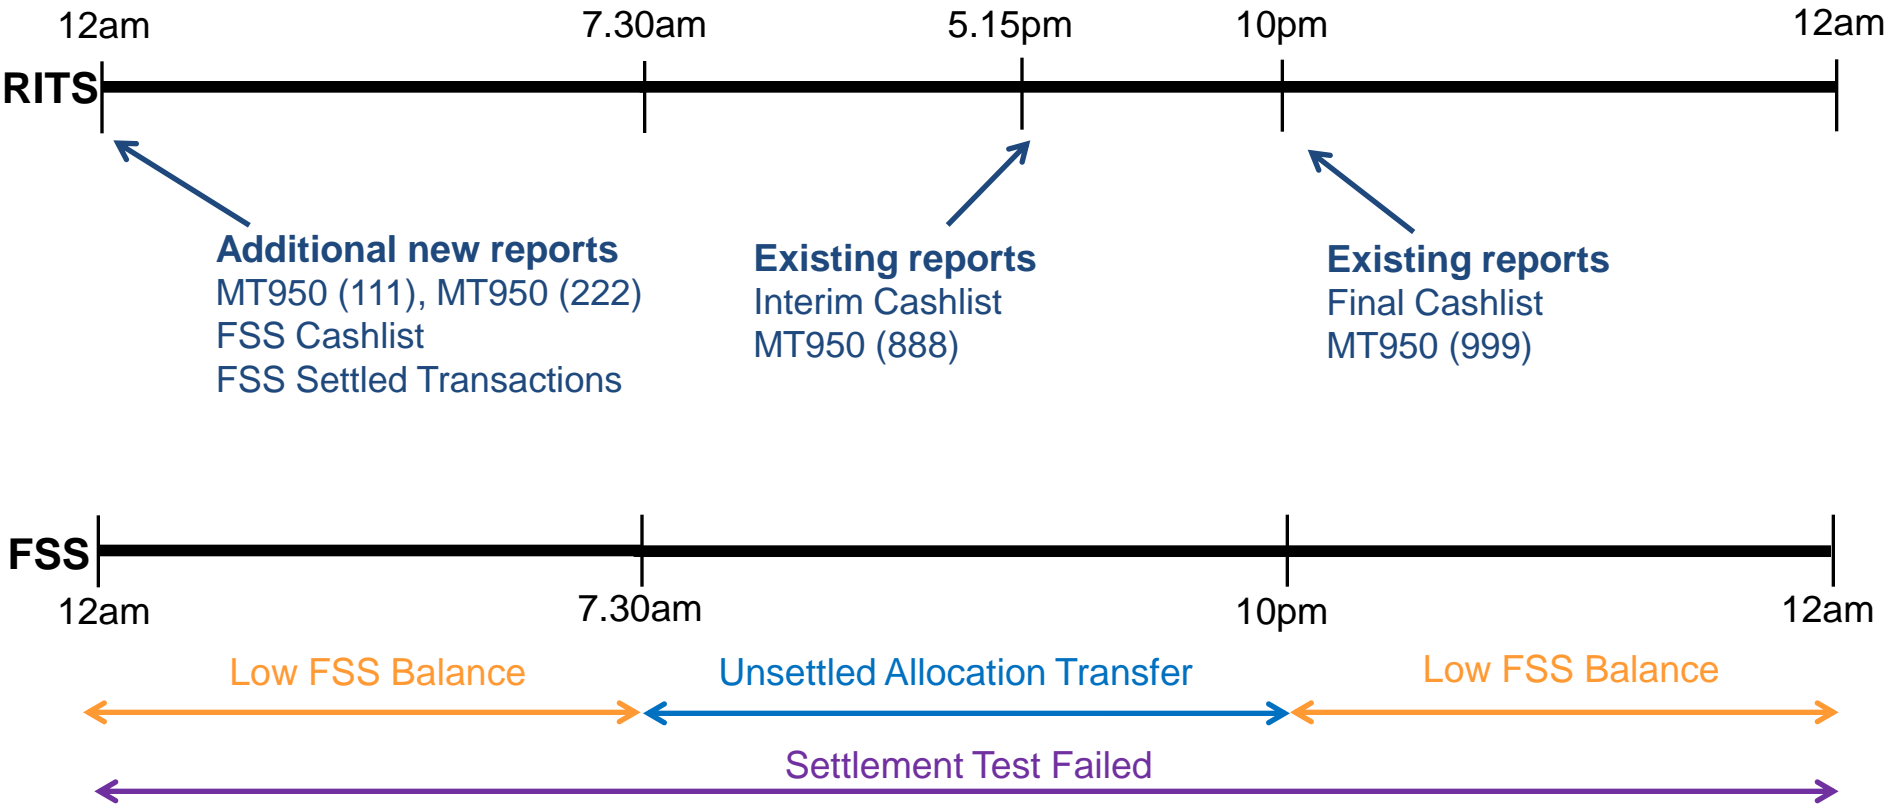 12am 7.30am 5.15pm 10pm 12am
RITS
Additional new reports
MT950 (111), MT950 (222)
FSS Cashlist
FSS Settled Transactions
Existing reports
Interim Cashlist
MT950 (888)
Existing reports
Final Cashlist
MT950 (999)
FSS
12am 7.30am 10pm 12am
Low FSS Balance Unsettled Allocation Transfer Low FSS Balance
Settlement Test Failed